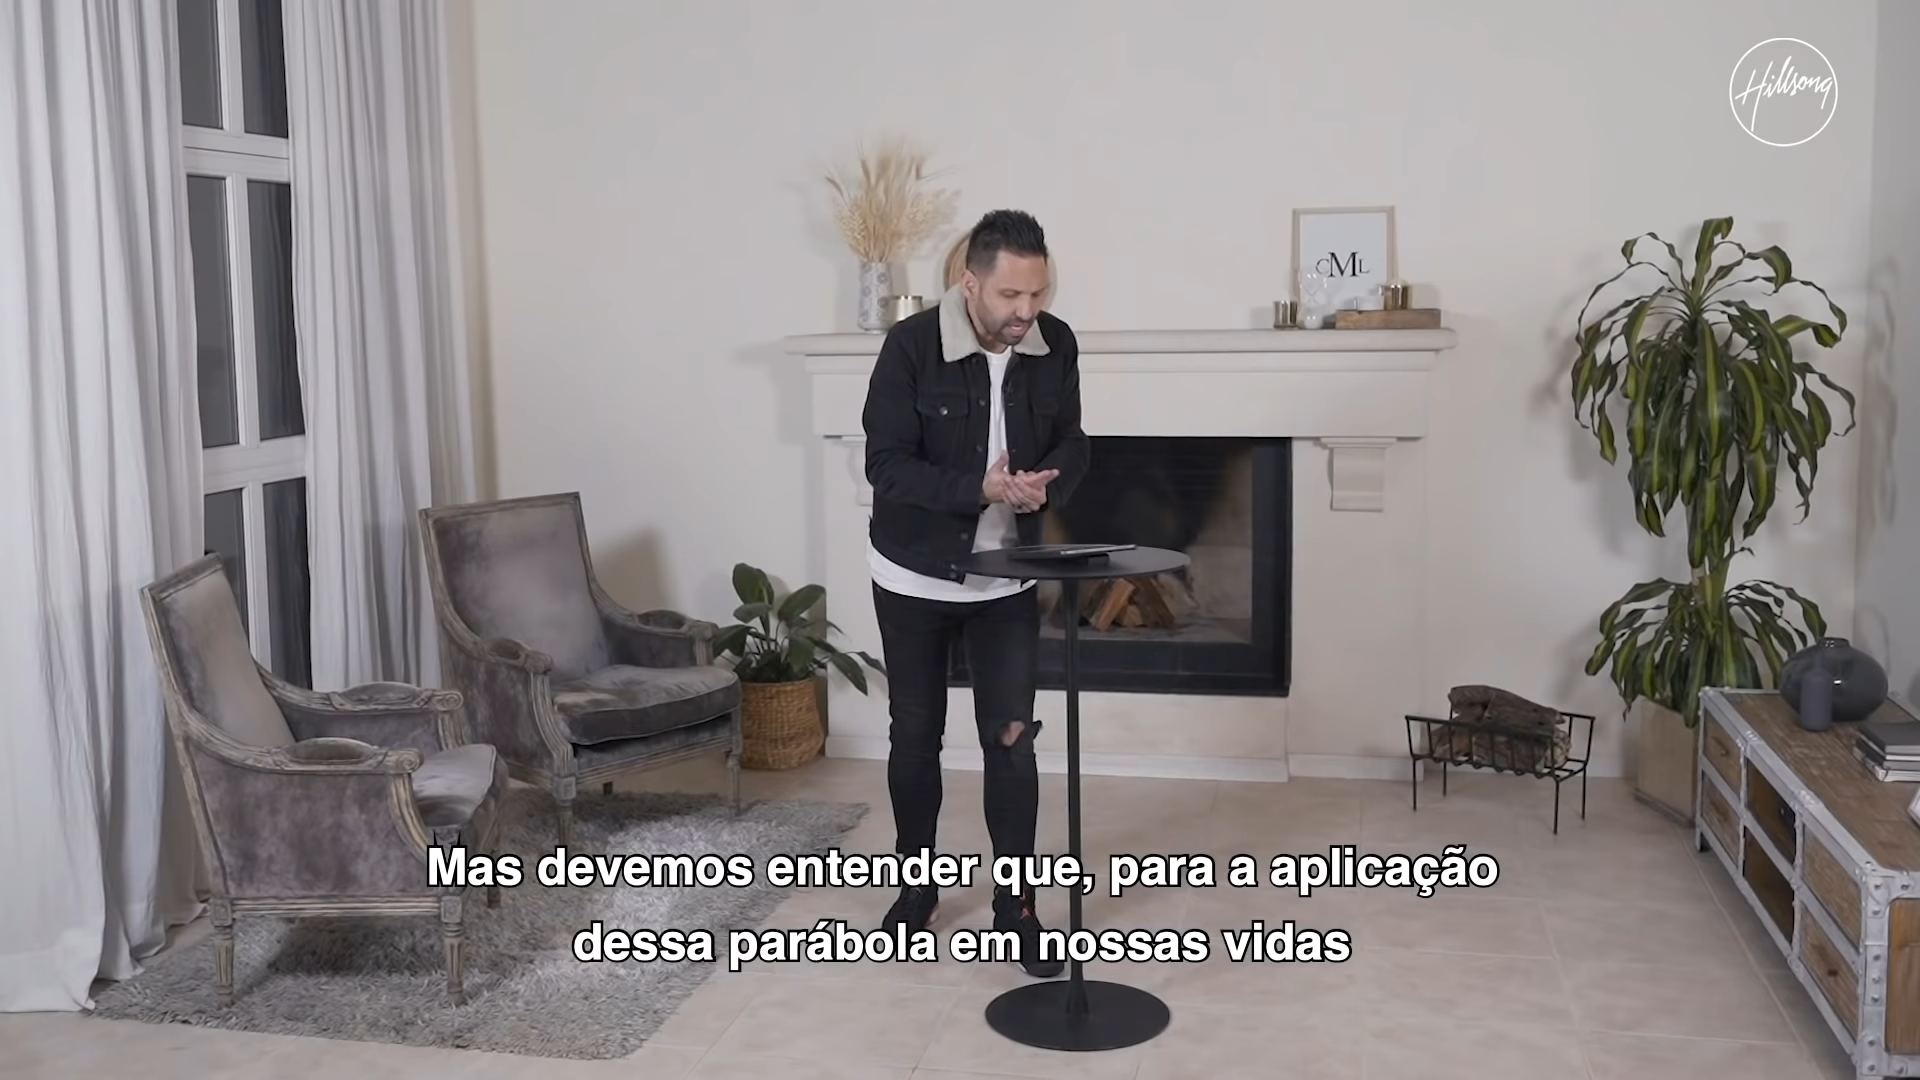 Hillsong
CML
Mas devemos entender que, para a aplicação
dessa parábola em nossas vidas